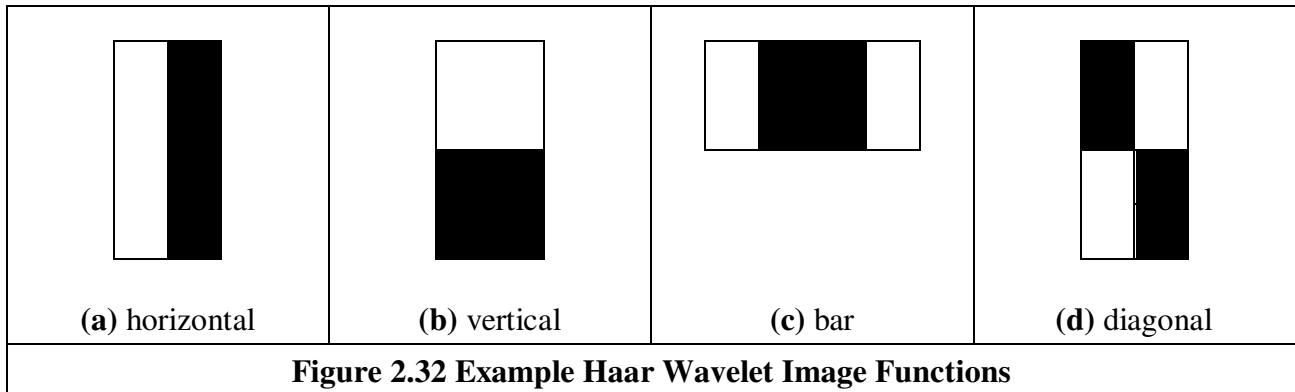 (a) horizontal
(b) vertical
(c) bar
(d) diagonal
Figure 2.32 Example Haar Wavelet Image Functions